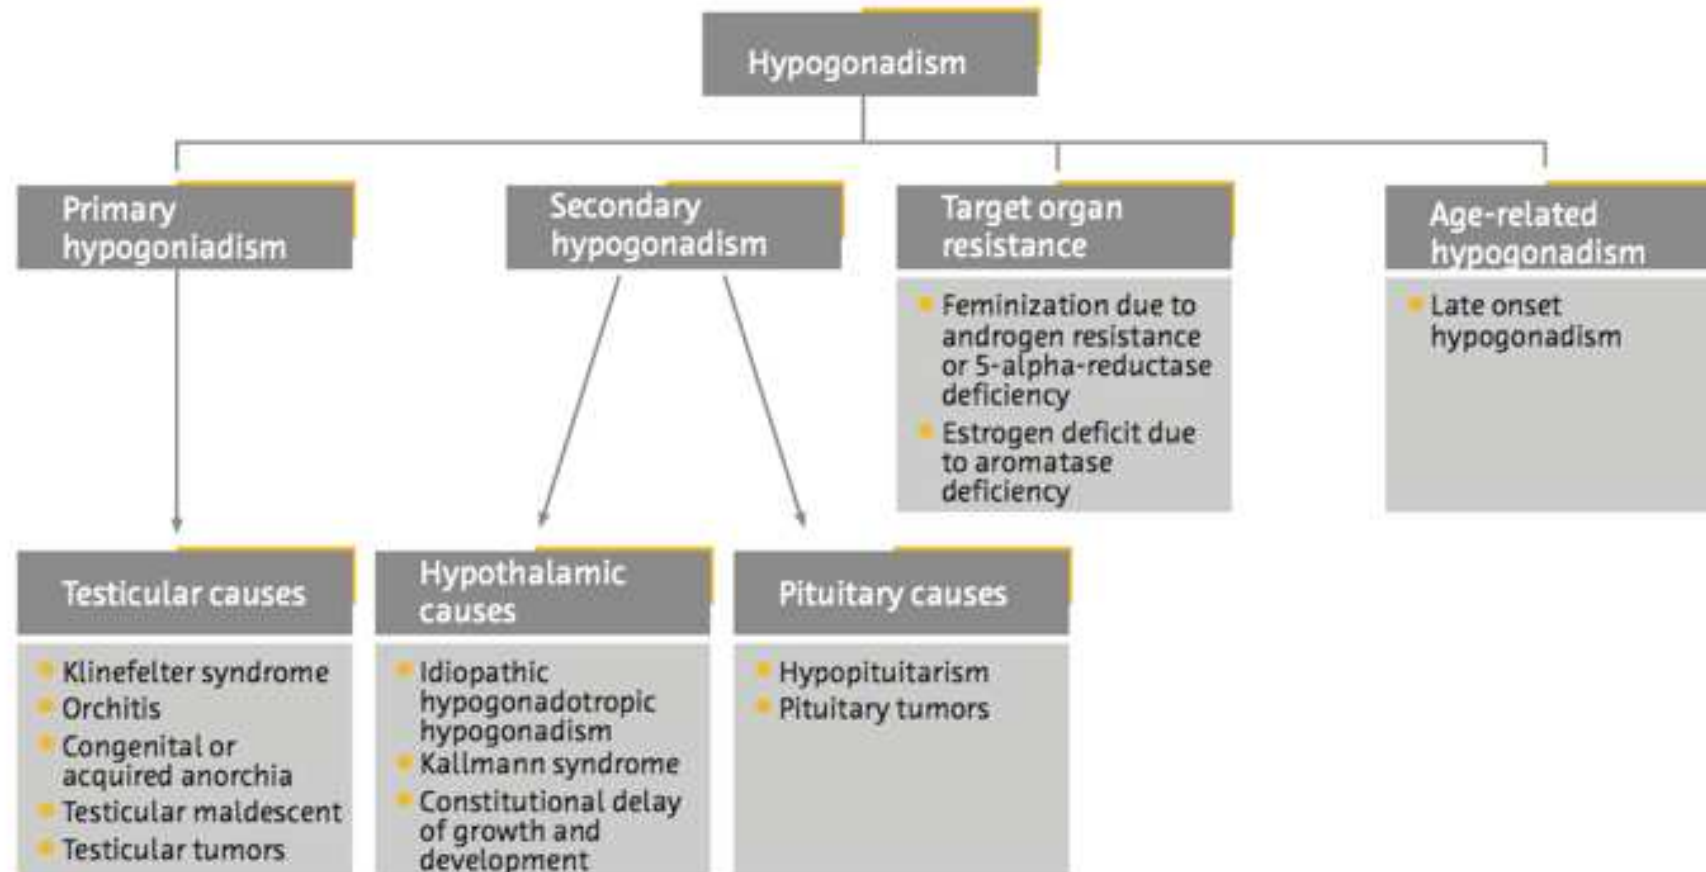 Hypogonadism
Primary
hypogoniadism
Secondary
hypogonadism
Target organ
resistance
Feminization due to
androgen resistance
or 5-alpha-reductase
deficiency
Estrogen deficit due
to aromatase
deficiency
Age-related
hypogonadism
Late onset
hypogonadism
Testicular causes
Klinefelter syndrome
Orchitis
Congenital or
acquired anorchia
Testicular maldescent
Testicular tumors
Hypothalamic
causes
Idiopathic
hypogonadotropic
hypogonadism
Kallmann syndrome
Constitutional delay
of growth and
development
Pituitary causes
Hypopituitarism
Pituitary tumors